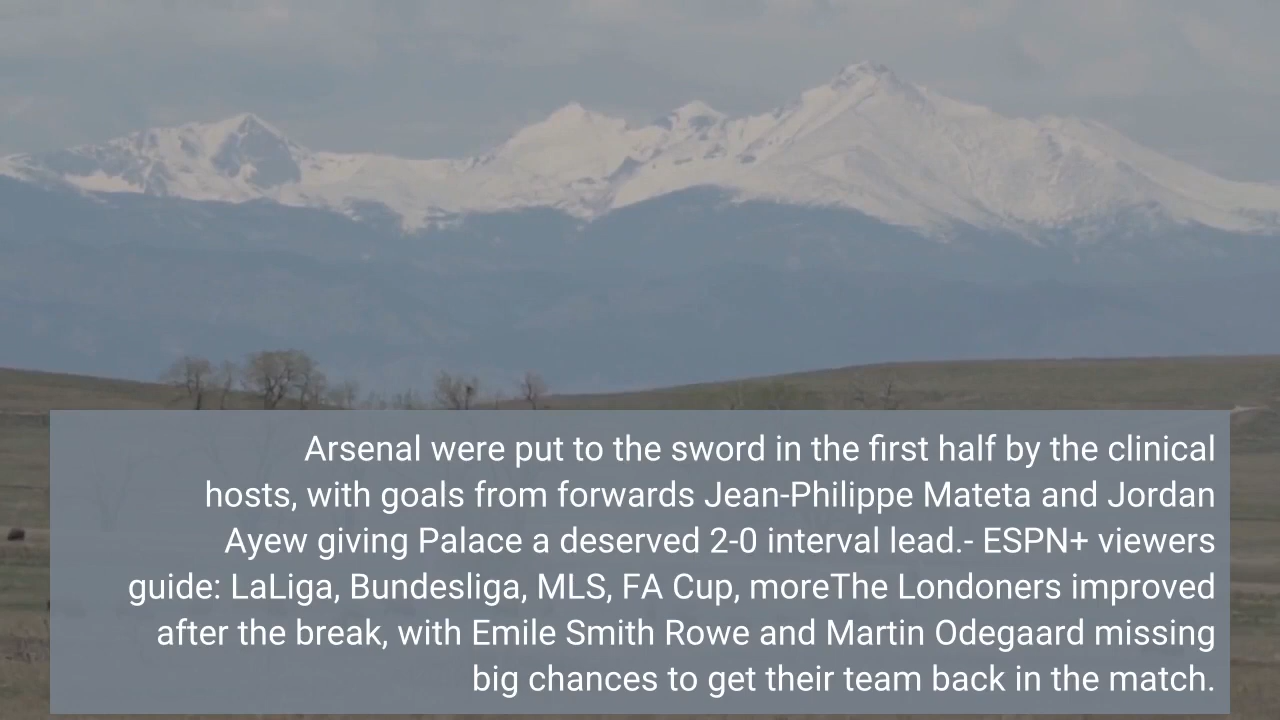 Arsenal were put to the sword in the first half by the clinical
hosts, with goals from forwards Jean-Philippe Mateta and Jordan
Ayew giving Palace a deserved 2-0 interval lead.- ESPN+ viewers
guide: LaLiga, Bundesliga, MLS, FA Cup, moreThe Londoners improved
after the break, with Emile Smith Rowe and Martin Odegaard missing
big chances to get their team back in the match.